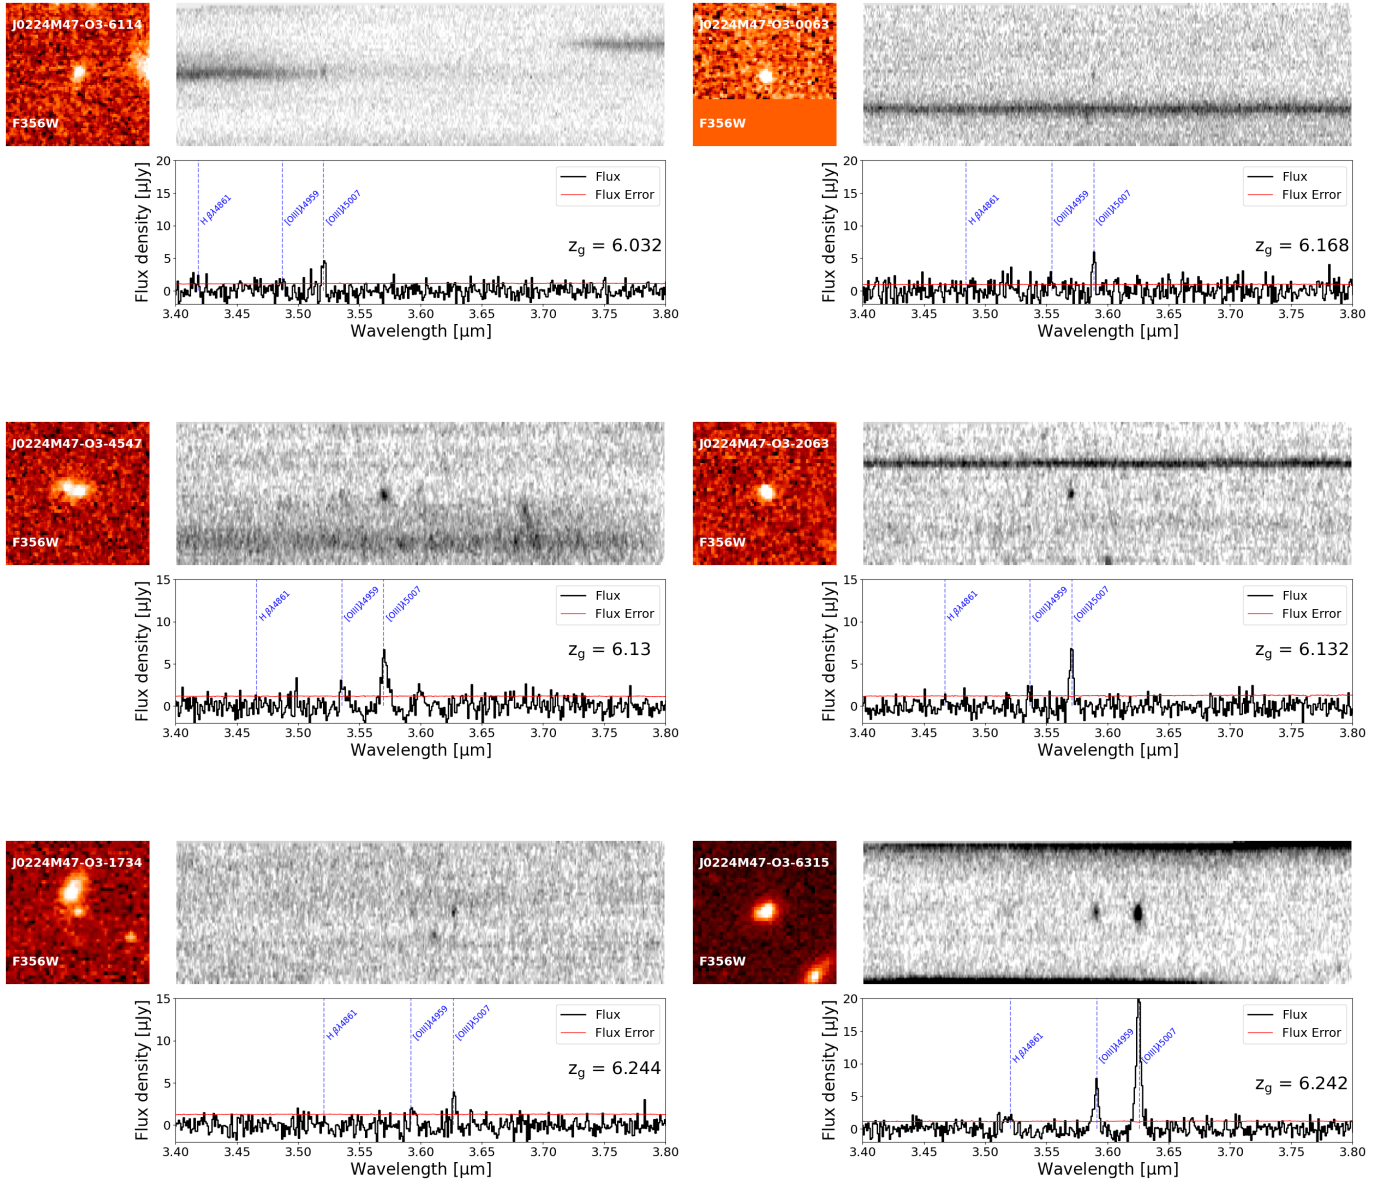 J0224M47-O3-6114
F356W
20
15
10
5
0
Flux density [μJy]
H βλ4861
[OIII]λ4959
[OIII]λ5007
Flux
Flux Error
z_g = 6.032
3.40 3.45 3.50 3.55 3.60 3.65 3.70 3.75 3.80
Wavelength [μm]
J0224M47-O3-0063
F356W
20
15
10
5
0
Flux density [μJy]
H βλ4861
[OIII]λ4959
[OIII]λ5007
Flux
Flux Error
z_g = 6.168
3.40 3.45 3.50 3.55 3.60 3.65 3.70 3.75 3.80
Wavelength [μm]
J0224M47-O3-4547
F356W
15
10
5
0
Flux density [μJy]
H βλ4861
[OIII]λ4959
[OIII]λ5007
Flux
Flux Error
z_g = 6.13
3.40 3.45 3.50 3.55 3.60 3.65 3.70 3.75 3.80
Wavelength [μm]
J0224M47-O3-2063
F356W
15
10
5
0
Flux density [μJy]
H βλ4861
[OIII]λ4959
[OIII]λ5007
Flux
Flux Error
z_g = 6.132
3.40 3.45 3.50 3.55 3.60 3.65 3.70 3.75 3.80
Wavelength [μm]
J0224M47-O3-1734
F356W
15
10
5
0
Flux density [μJy]
H βλ4861
[OIII]λ4959
[OIII]λ5007
Flux
Flux Error
z_g = 6.244
3.40 3.45 3.50 3.55 3.60 3.65 3.70 3.75 3.80
Wavelength [μm]
J0224M47-O3-6315
F356W
20
15
10
5
0
Flux density [μJy]
H βλ4861
[OIII]λ4959
[OIII]λ5007
Flux
Flux Error
z_g = 6.242
3.40 3.45 3.50 3.55 3.60 3.65 3.70 3.75 3.80
Wavelength [μm]